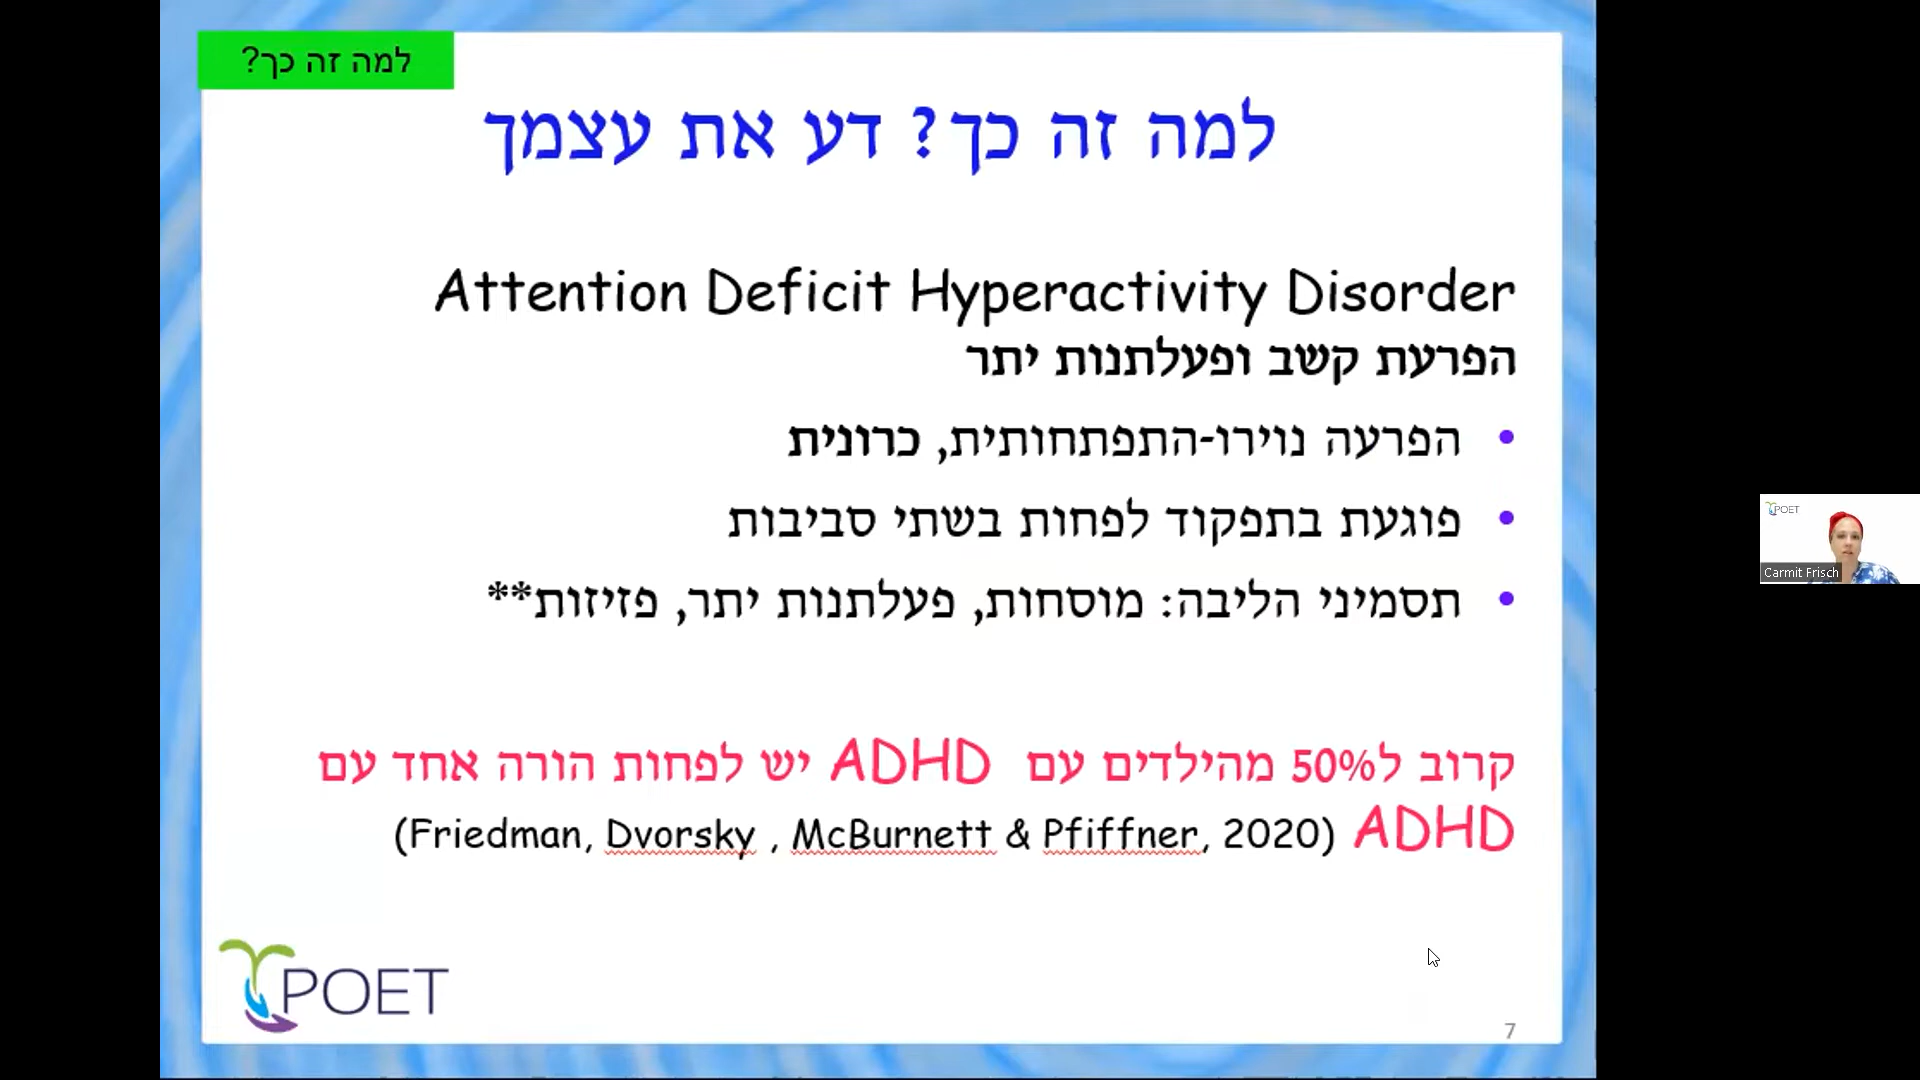 למה זה כך?
למה זה כך? דע את עצמך
Attention Deficit Hyperactivity Disorder
הפרעת קשב ופעלתנות יתר
• הפרעה נוירו-התפתחותית, כרונית
• פוגעת בתפקוד לפחות בשתי סביבות
• תסמיני הליבה: מוסחות, פעלתנות יתר, פזיזות**
קרוב ל50% מהילדים עם ADHD יש לפחות הורה אחד עם
ADHD (Friedman, Dvorsky , McBurnett & Pfiffner, 2020)
POET
7
POET
Carmit Frisch